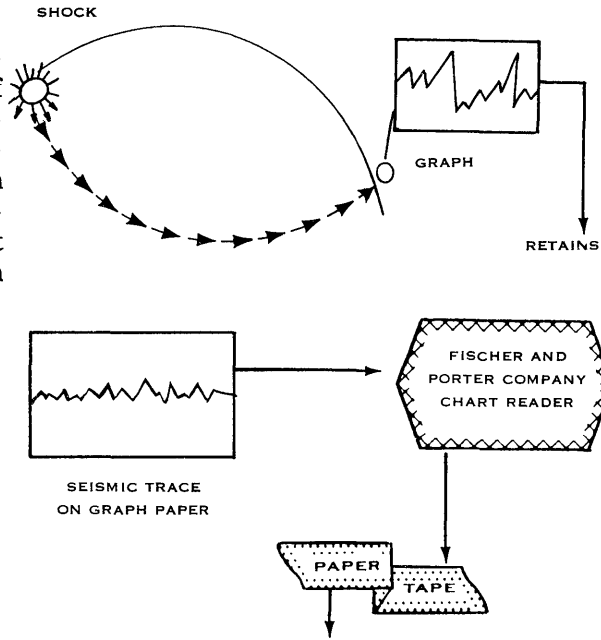 SHOCK
GRAPH
RETAINS
FISCHER AND
PORTER COMPANY
CHART READER
SEISMIC TRACE
ON GRAPH PAPER
PAPER
TAPE